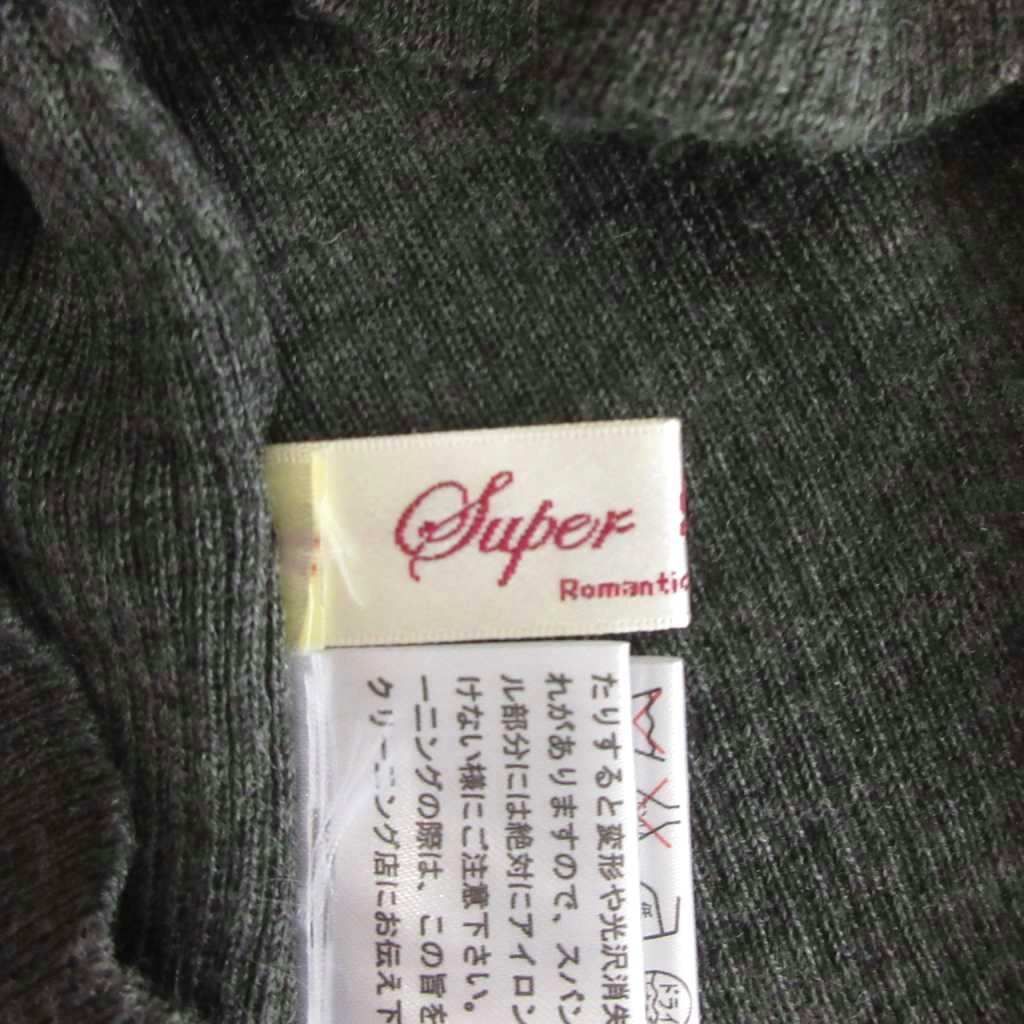 Super
Romantic
たりすると変形や光沢消失
れがありますので、スパン
ル部分には絶対にアイロン
けない様にご注意下さい。
ーニングの際は、この旨を
クリーニング店にお伝え下
ドライ